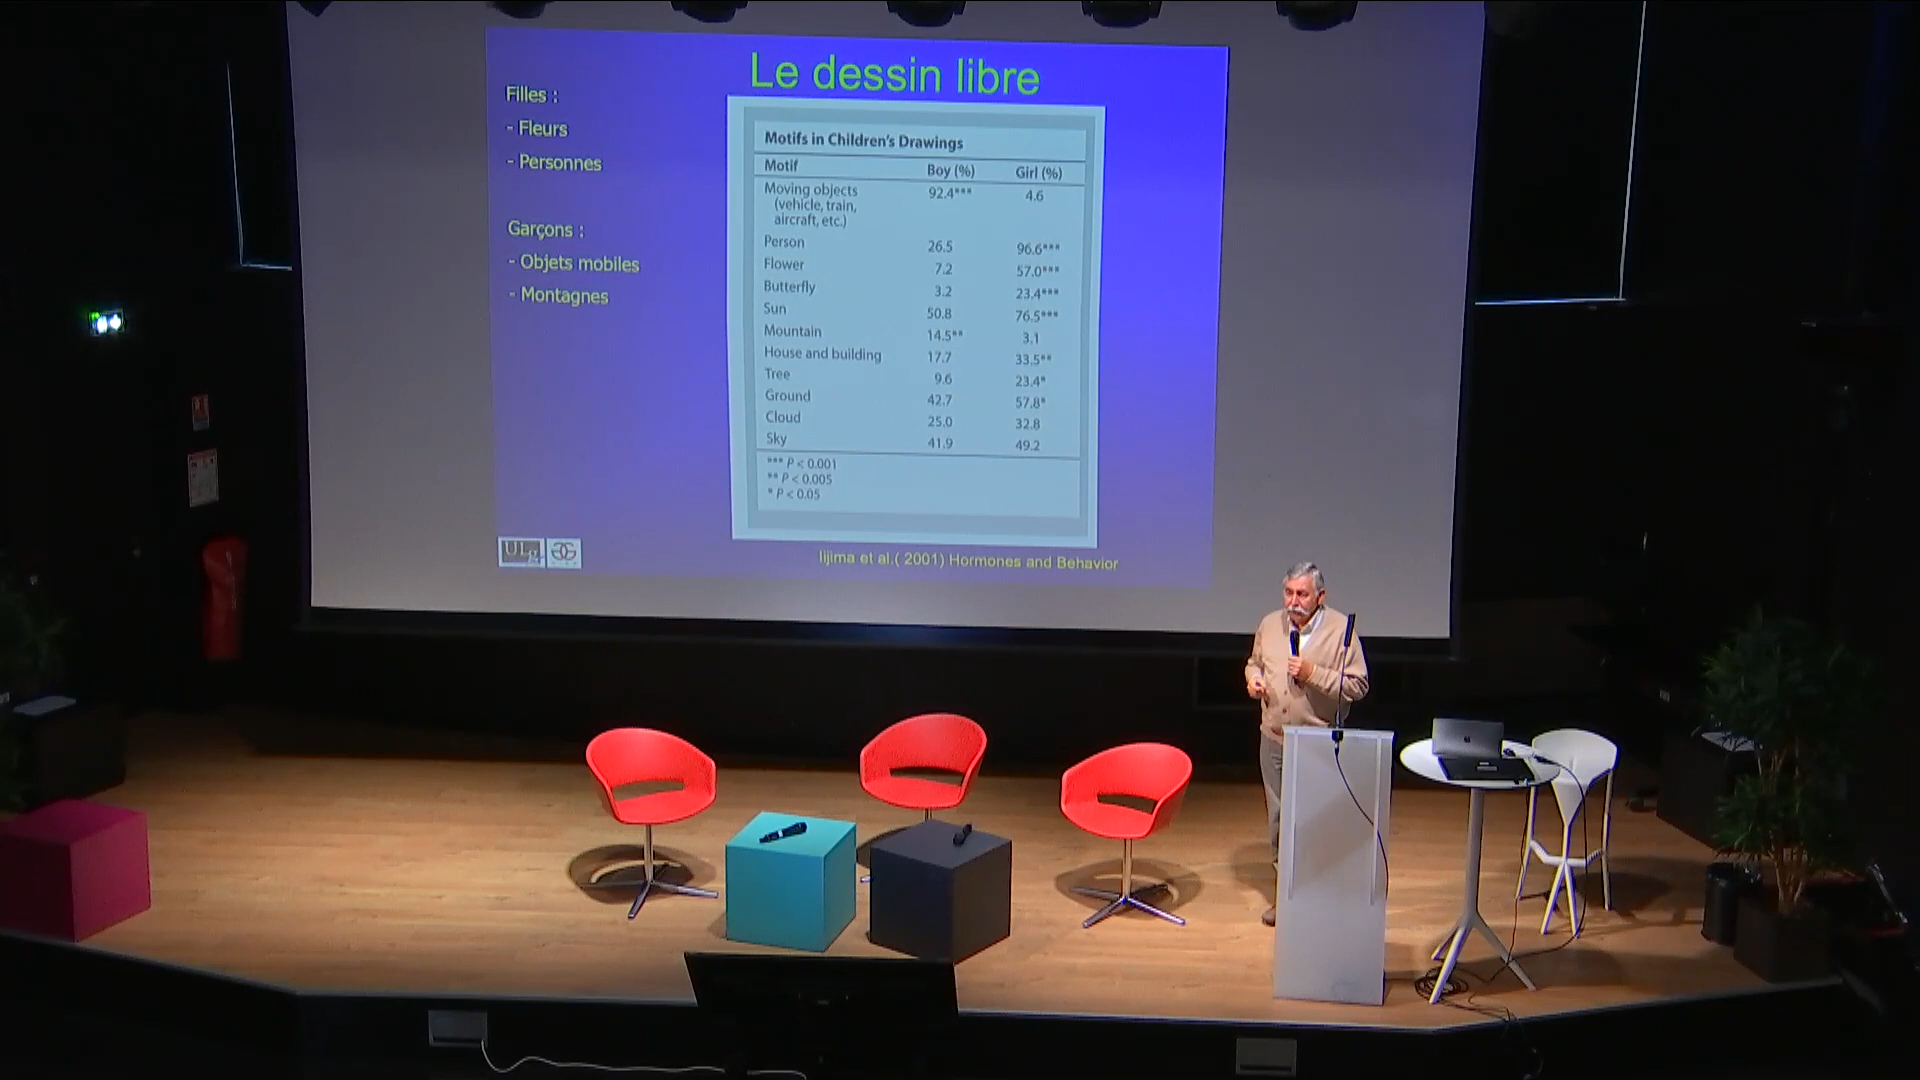 Le dessin libre
Filles :
- Fleurs
- Personnes
Garçons :
- Objets mobiles
- Montagnes
Motifs in Children's Drawings
Motif Boy (%) Girl (%)
Moving objects 92.4*** 4.6
(vehicle, train,
aircraft, etc.)
Person 26.5 96.6***
Flower 7.2 57.0***
Butterfly 3.2 23.4***
Sun 50.8 76.5***
Mountain 14.5** 3.1
House and building 17.7 33.5**
Tree 9.6 23.4*
Ground 42.7 57.8*
Cloud 25.0 32.8
Sky 41.9 49.2
*** P < 0.001
** P < 0.005
* P < 0.05
ULg
Iijima et al.( 2001) Hormones and Behavior